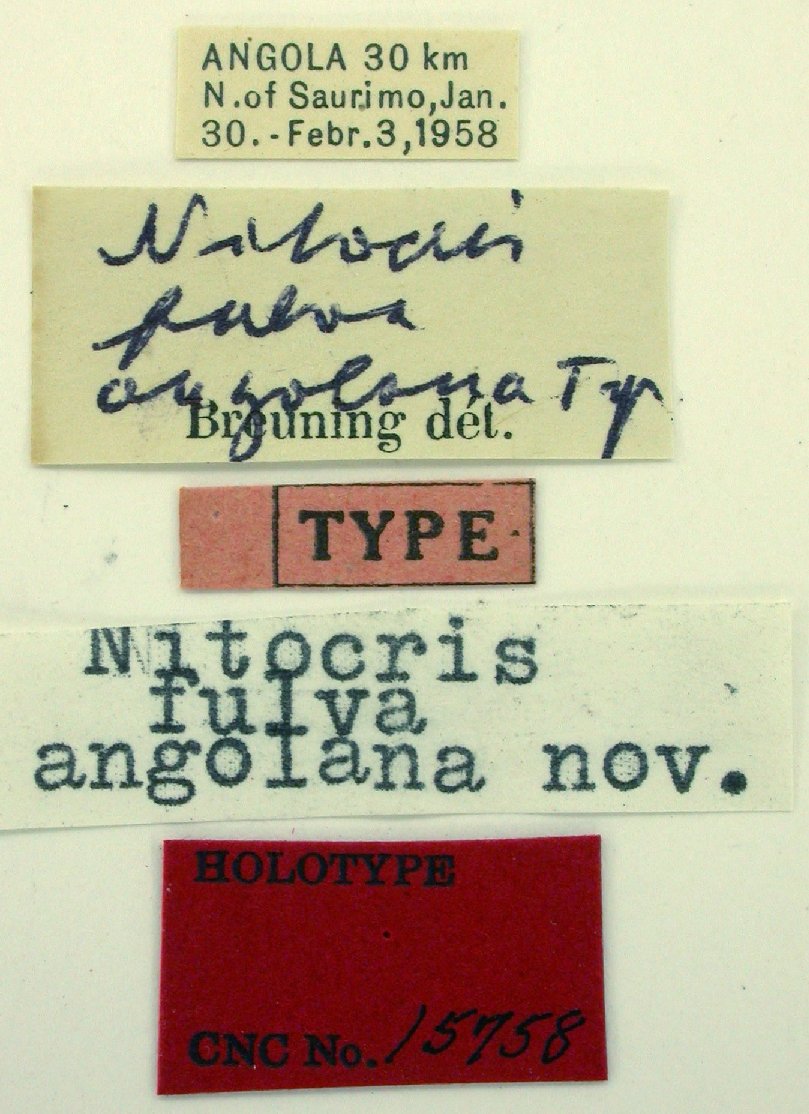 ANGOLA 30 km
N.of Saurimo,Jan.
30.-Febr.3,1958
Nitocris
fulva
angolana Typ
Breuning dét.
TYPE
Nitocris
fulva
angolana nov.
HOLOTYPE
CNC No. 15758